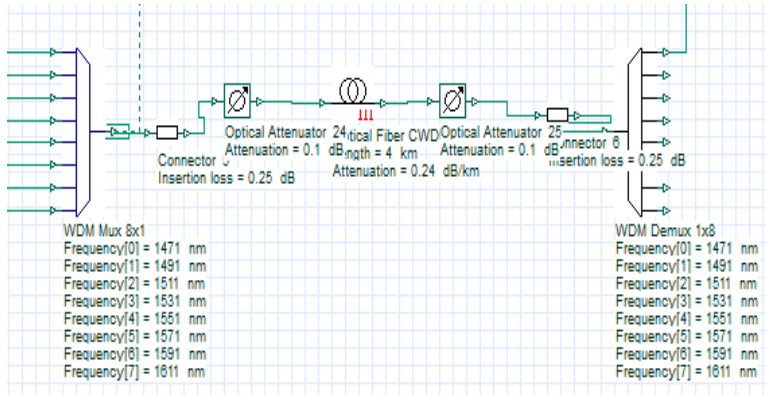 Optical Attenuator 24
Attenuation = 0.1 dB
tical Fiber CWD
ngth = 4 km
Attenuation = 0.24 dB/km
Optical Attenuator 25
Attenuation = 0.1 dB
Connector
Insertion loss = 0.25 dB
nnector 6
sertion loss = 0.25 dB
WDM Mux 8x1
Frequency[0] = 1471 nm
Frequency[1] = 1491 nm
Frequency[2] = 1511 nm
Frequency[3] = 1531 nm
Frequency[4] = 1551 nm
Frequency[5] = 1571 nm
Frequency[6] = 1591 nm
Frequency[7] = 1611 nm
WDM Demux 1x8
Frequency[0] = 1471 nm
Frequency[1] = 1491 nm
Frequency[2] = 1511 nm
Frequency[3] = 1531 nm
Frequency[4] = 1551 nm
Frequency[5] = 1571 nm
Frequency[6] = 1591 nm
Frequency[7] = 1611 nm